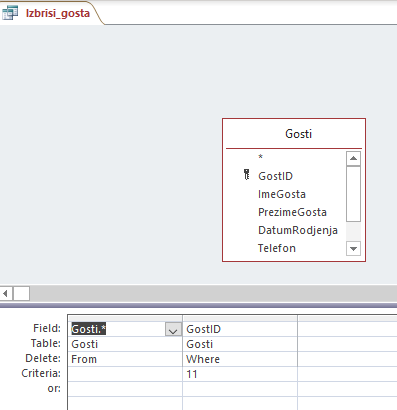 Izbrisi_gosta
Gosti
*
GostID
ImeGosta
PrezimeGosta
DatumRodjenja
Telefon
Field: Gosti.* GostID
Table: Gosti Gosti
Delete: From Where
Criteria: 11
or: